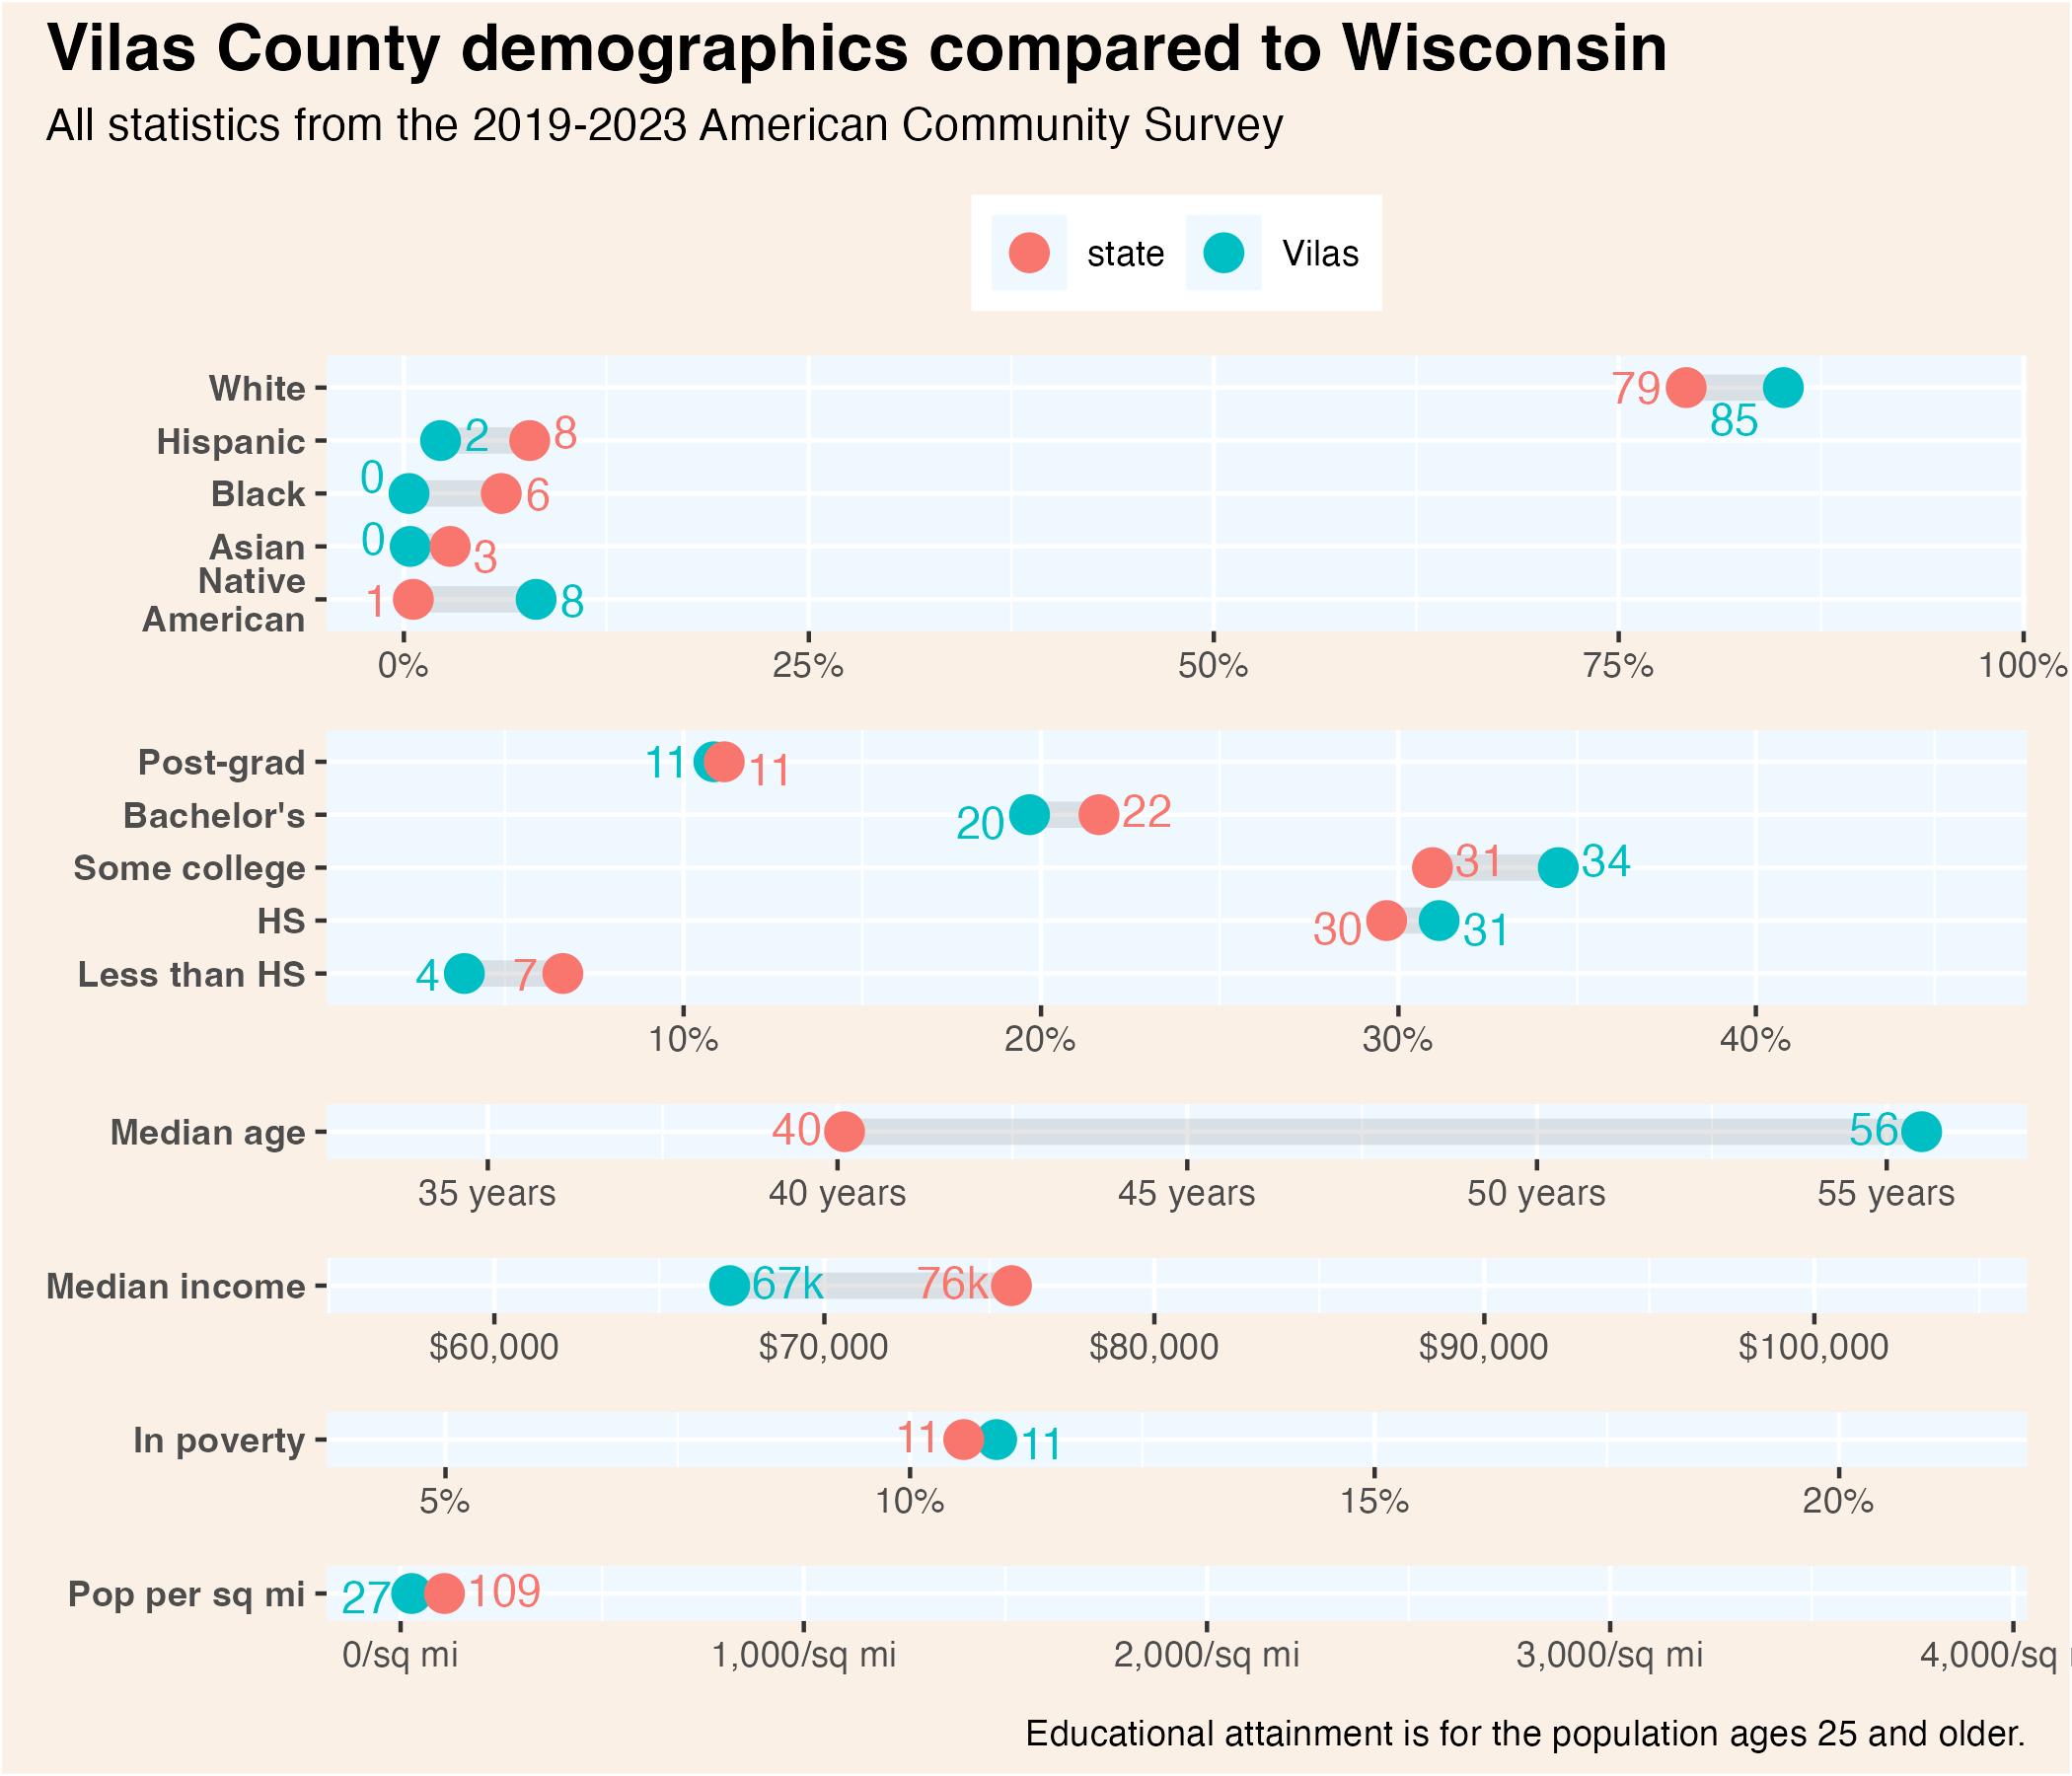 Vilas County demographics compared to Wisconsin
All statistics from the 2019-2023 American Community Survey
state Vilas
White 79 85
Hispanic 2 8
Black 0 6
Asian 0 3
Native
American 1 8
0% 25% 50% 75% 100%
Post-grad 11 11
Bachelor's 20 22
Some college 31 34
HS 30 31
Less than HS 4 7
10% 20% 30% 40%
Median age 40 56
35 years 40 years 45 years 50 years 55 years
Median income 67k 76k
$60,000 $70,000 $80,000 $90,000 $100,000
In poverty 11 11
5% 10% 15% 20%
Pop per sq mi 27 109
0/sq mi 1,000/sq mi 2,000/sq mi 3,000/sq mi 4,000/sq
Educational attainment is for the population ages 25 and older.